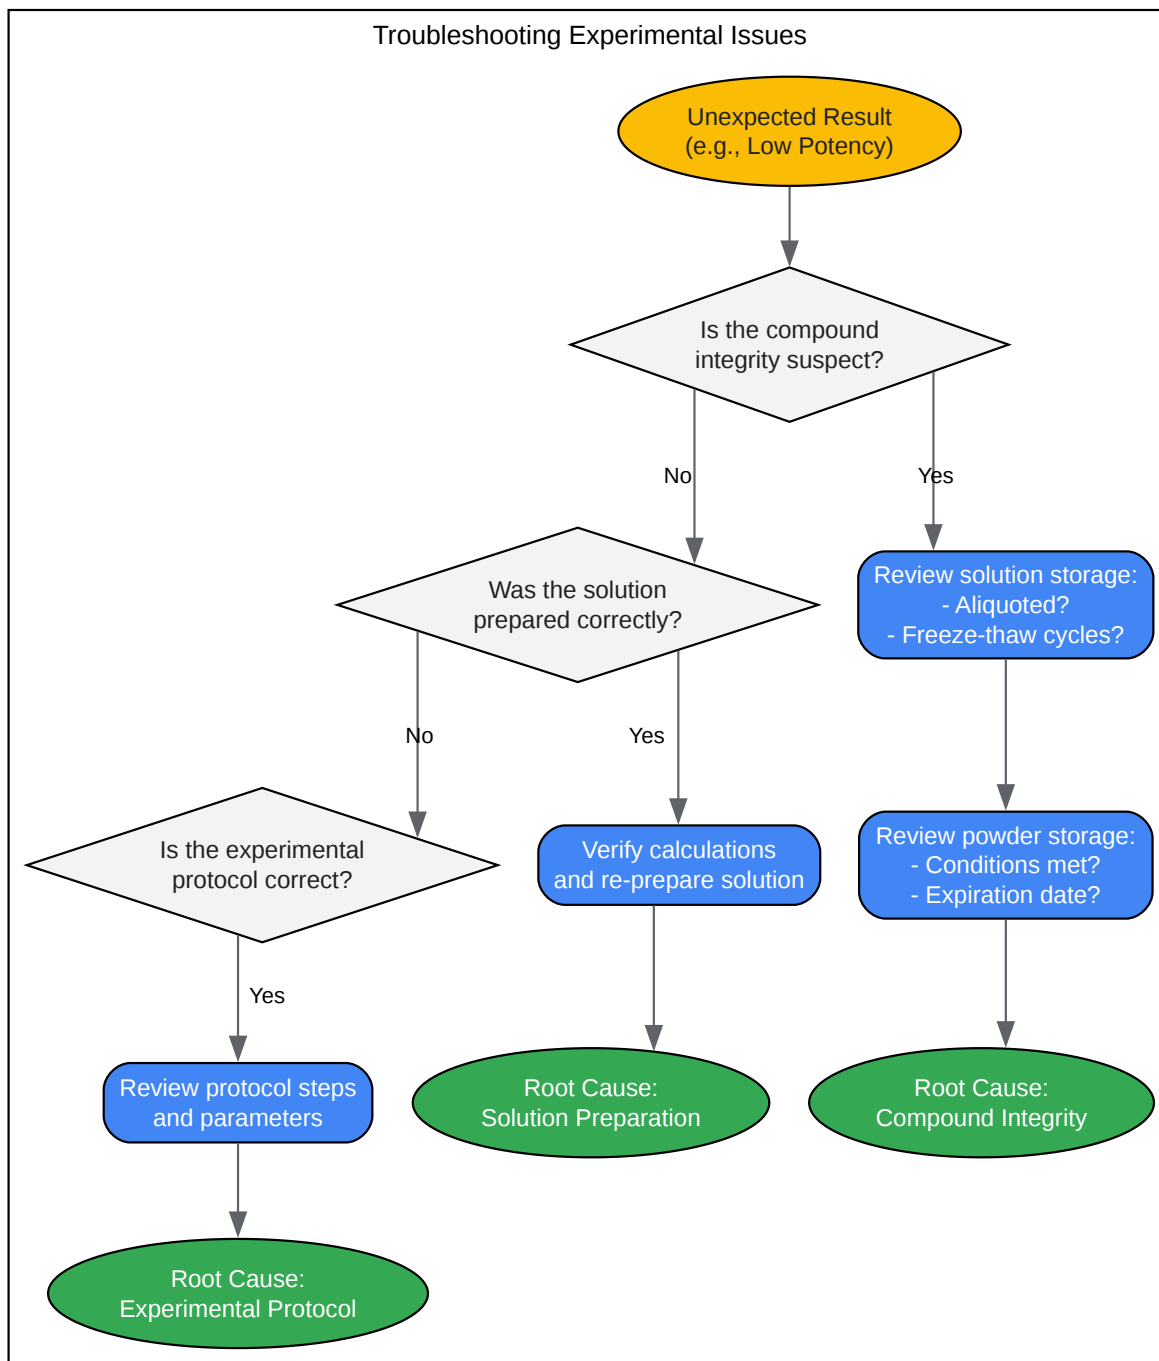 Troubleshooting Experimental Issues
Unexpected Result
(e.g., Low Potency)
Is the compound
integrity suspect?
No
Yes
Was the solution
prepared correctly?
Review solution storage:
- Aliquoted?
- Freeze-thaw cycles?
No
Yes
Is the experimental
protocol correct?
Verify calculations
and re-prepare solution
Review powder storage:
- Conditions met?
- Expiration date?
Yes
Review protocol steps
and parameters
Root Cause:
Solution Preparation
Root Cause:
Compound Integrity
Root Cause:
Experimental Protocol